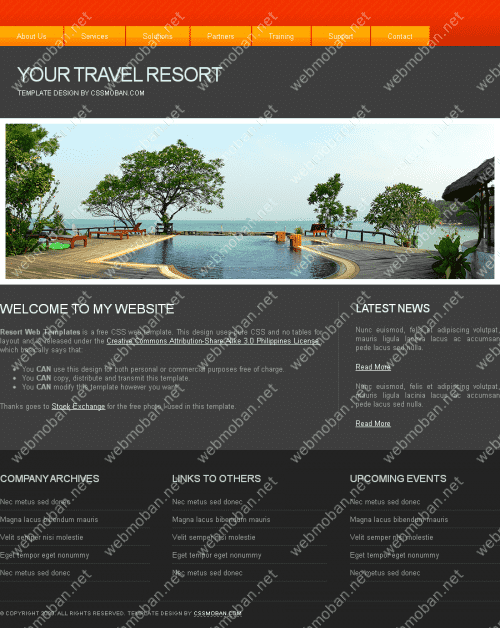 About Us
Services
Solutions
Partners
Training
Support
Contact
YOUR TRAVEL RESORT
TEMPLATE DESIGN BY CSSMOBAN.COM
WELCOME TO MY WEBSITE
Resort Web Templates is a free CSS web template. This design uses pure CSS and no tables for
layout and is released under the Creative Commons Attribution-Share Alike 3.0 Philippines License,
which basically says that:
You CAN use this design for both personal or commercial purposes free of charge.
You CAN copy, distribute and transmit this template.
You CAN modify this template however you want.
Thanks goes to Stock Exchange for the free photo I used in this template.
LATEST NEWS
Nunc euismod, felis et adipiscing volutpat,
mauris ligula lacinia lacus ac accumsan
pede lacus sed nulla.
Read More
Nunc euismod, felis et adipiscing volutpat,
mauris ligula lacinia lacus ac accumsan
pede lacus sed nulla.
Read More
COMPANY ARCHIVES
Nec metus sed donec
Magna lacus bibendum mauris
Velit semper nisi molestie
Eget tempor eget nonummy
Nec metus sed donec
LINKS TO OTHERS
Nec metus sed donec
Magna lacus bibendum mauris
Velit semper nisi molestie
Eget tempor eget nonummy
Nec metus sed donec
UPCOMING EVENTS
Nec metus sed donec
Magna lacus bibendum mauris
Velit semper nisi molestie
Eget tempor eget nonummy
Nec metus sed donec
© COPYRIGHT ALL RIGHTS RESERVED. TEMPLATE DESIGN BY CSSMOBAN.COM
webmoban.net